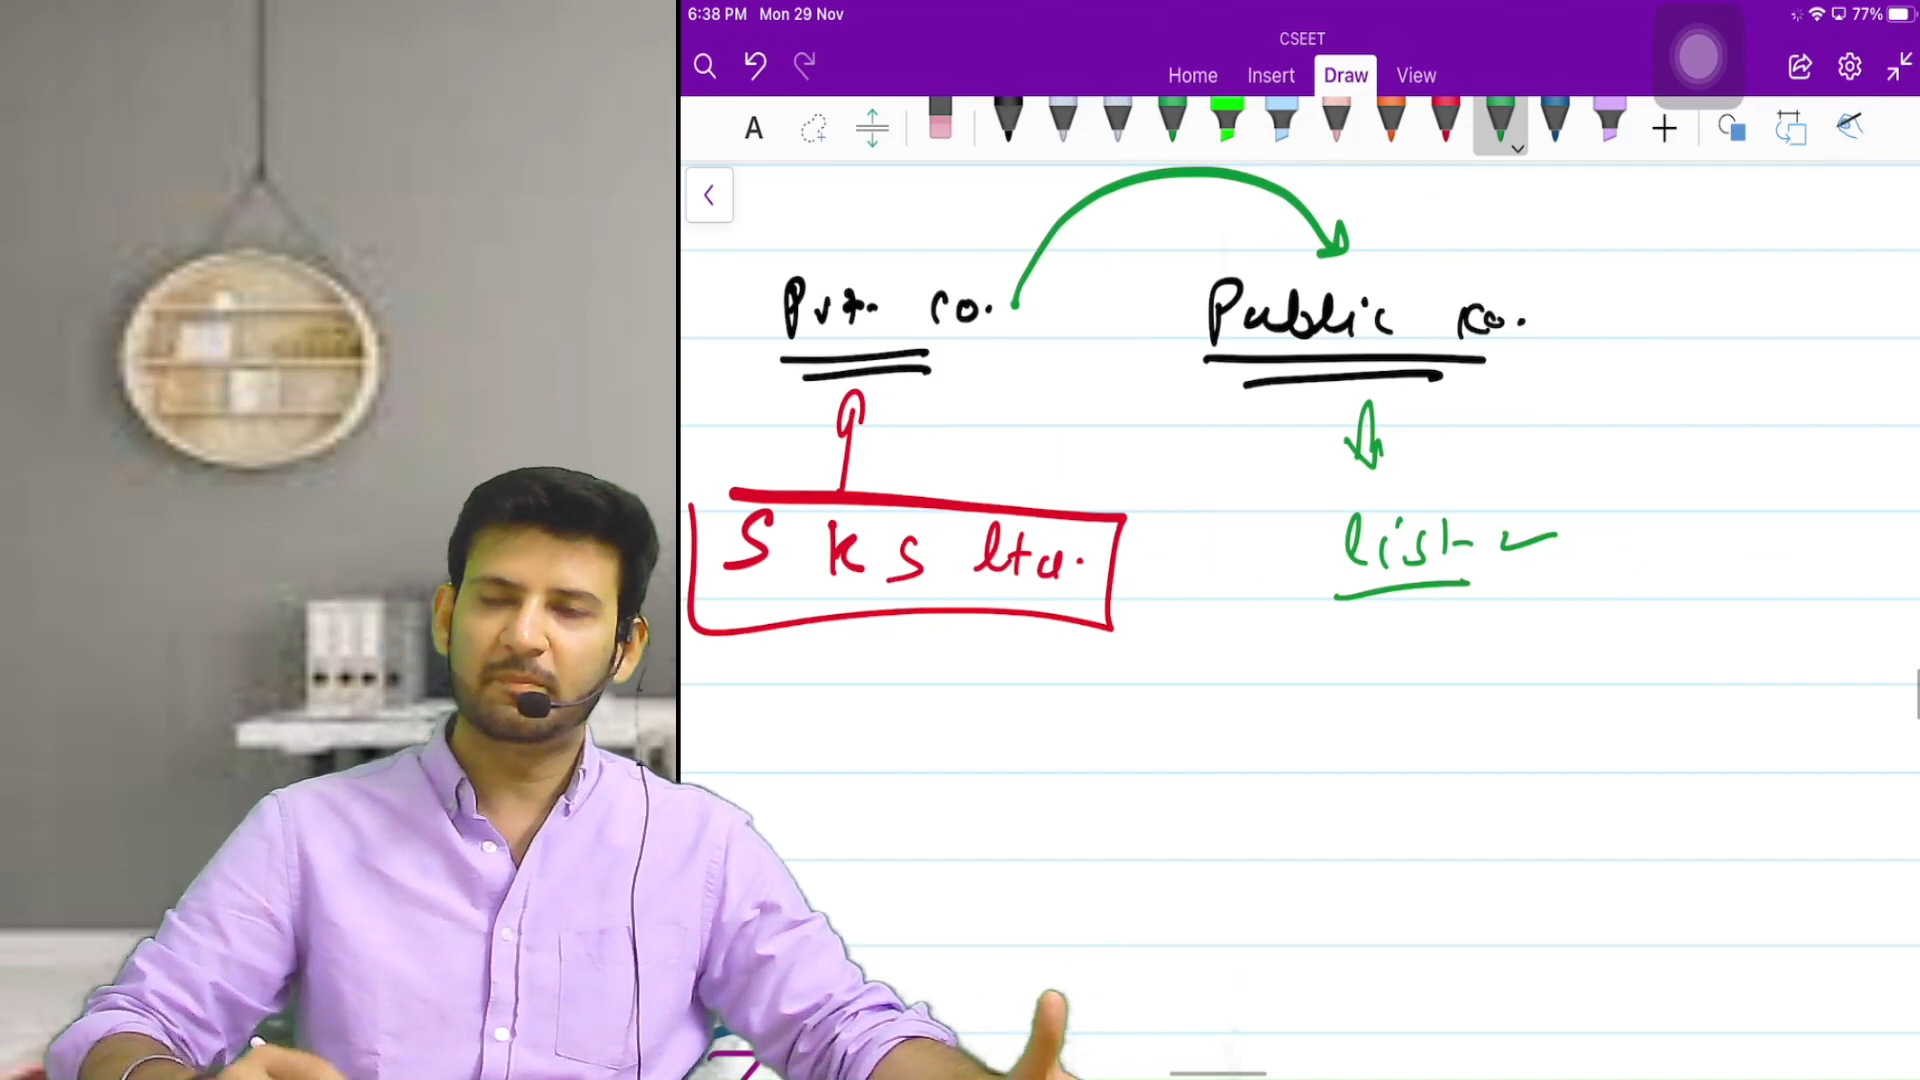 6:38 PM Mon 29 Nov 77%
CSEET
Home Insert Draw View
A
Pvt. co. Public co.
S K S Ltd. List